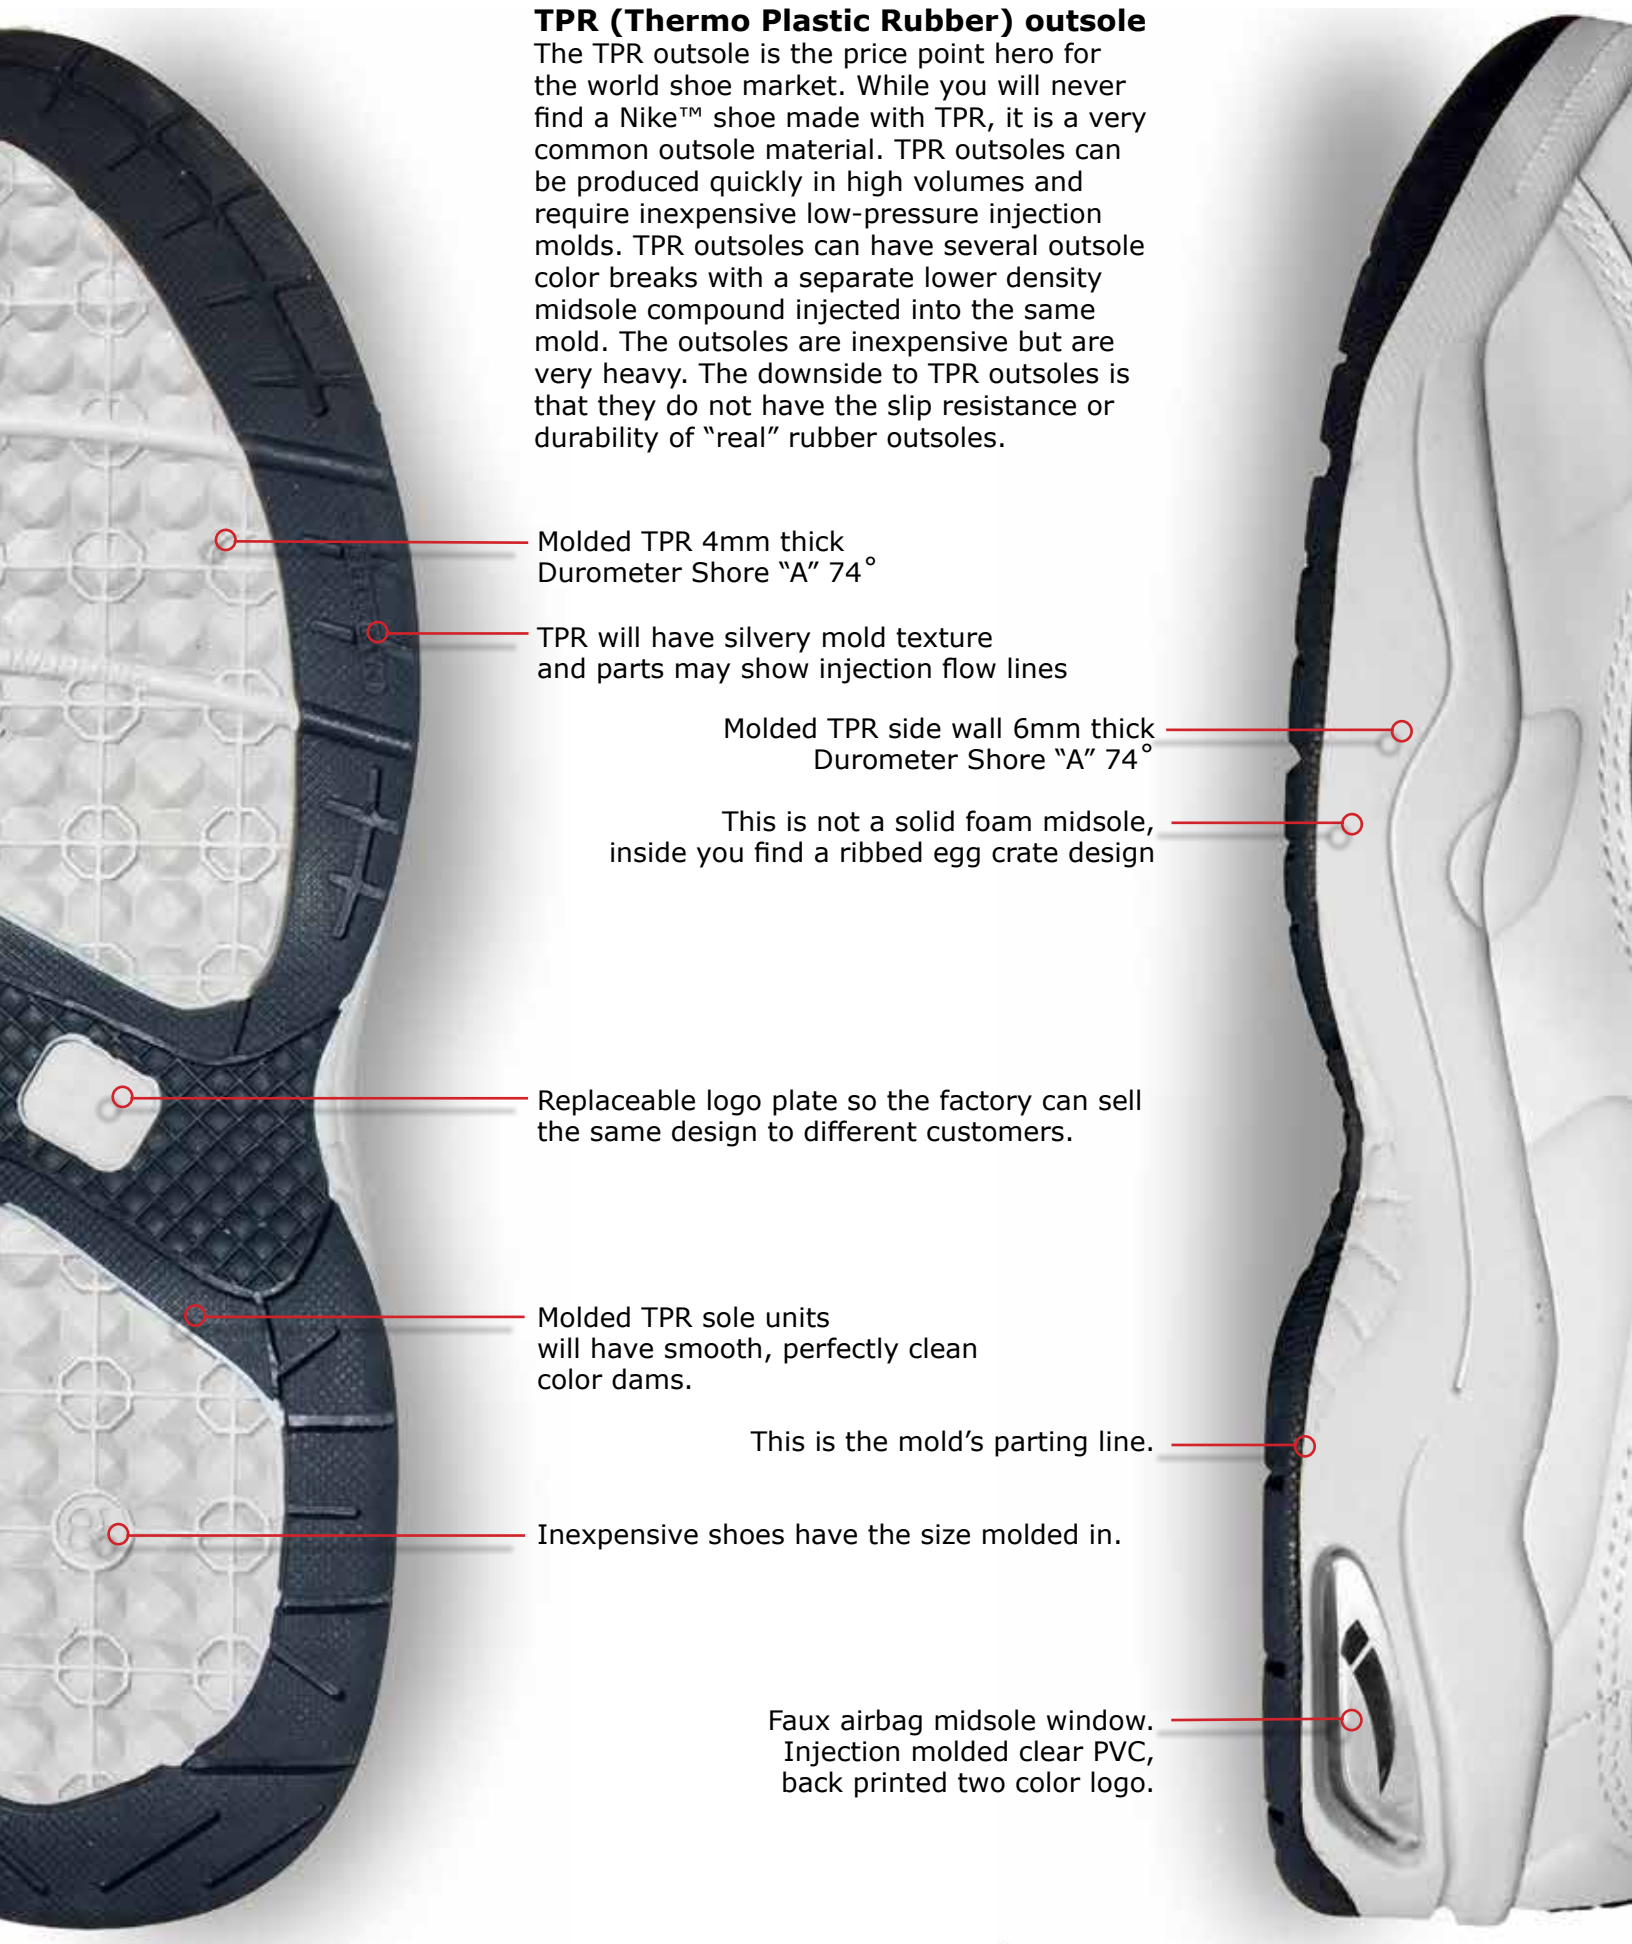 TPR (Thermo Plastic Rubber) outsole
The TPR outsole is the price point hero for
the world shoe market. While you will never
find a Nike™ shoe made with TPR, it is a very
common outsole material. TPR outsoles can
be produced quickly in high volumes and
require inexpensive low-pressure injection
molds. TPR outsoles can have several outsole
color breaks with a separate lower density
midsole compound injected into the same
mold. The outsoles are inexpensive but are
very heavy. The downside to TPR outsoles is
that they do not have the slip resistance or
durability of “real” rubber outsoles.
Molded TPR 4mm thick
Durometer Shore “A” 74˚
TPR will have silvery mold texture
and parts may show injection flow lines
Molded TPR side wall 6mm thick
Durometer Shore “A” 74˚
This is not a solid foam midsole,
inside you find a ribbed egg crate design
Replaceable logo plate so the factory can sell
the same design to different customers.
Molded TPR sole units
will have smooth, perfectly clean
color dams.
This is the mold’s parting line.
Inexpensive shoes have the size molded in.
Faux airbag midsole window.
Injection molded clear PVC,
back printed two color logo.